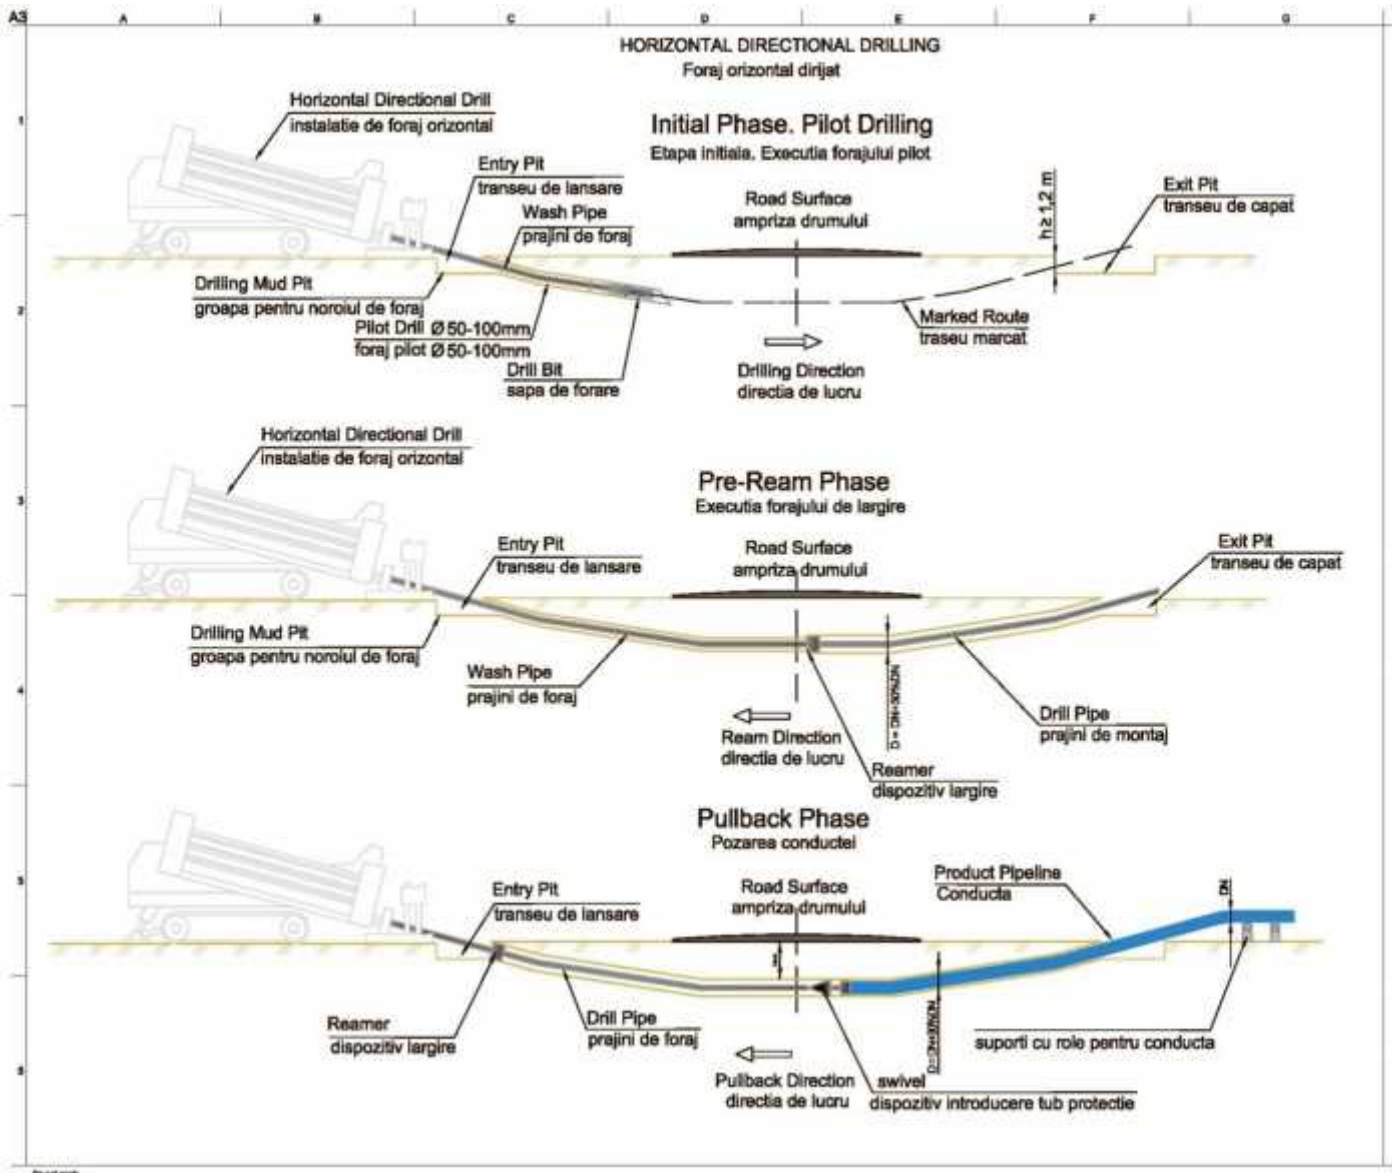 A3
A B C D E F G
HORIZONTAL DIRECTIONAL DRILLING
Foraj orizontal dirijat
1
Initial Phase. Pilot Drilling
Etapa initiala. Executia forajului pilot
Horizontal Directional Drill
instalatie de foraj orizontal
Entry Pit
transeu de lansare
Wash Pipe
prajini de foraj
Road Surface
ampriza drumului
h ≥ 1,2 m
Exit Pit
transeu de capat
Drilling Mud Pit
groapa pentru noroiul de foraj
2
Pilot Drill Ø 50-100mm
foraj pilot Ø 50-100mm
Drill Bit
sapa de forare
Marked Route
traseu marcat
Drilling Direction
directia de lucru
Horizontal Directional Drill
instalatie de foraj orizontal
3
Pre-Ream Phase
Executia forajului de largire
Entry Pit
transeu de lansare
Road Surface
ampriza drumului
Exit Pit
transeu de capat
Drilling Mud Pit
groapa pentru noroiul de foraj
Wash Pipe
prajini de foraj
4
Ream Direction
directia de lucru
Drill Pipe
prajini de montaj
Reamer
dispozitiv largire
Pullback Phase
Pozarea conductei
5
Entry Pit
transeu de lansare
Road Surface
ampriza drumului
Product Pipeline
Conducta
DN
Reamer
dispozitiv largire
Drill Pipe
prajini de foraj
suporti cu role pentru conducta
Pullback Direction
directia de lucru
swivel
dispozitiv introducere tub protectie